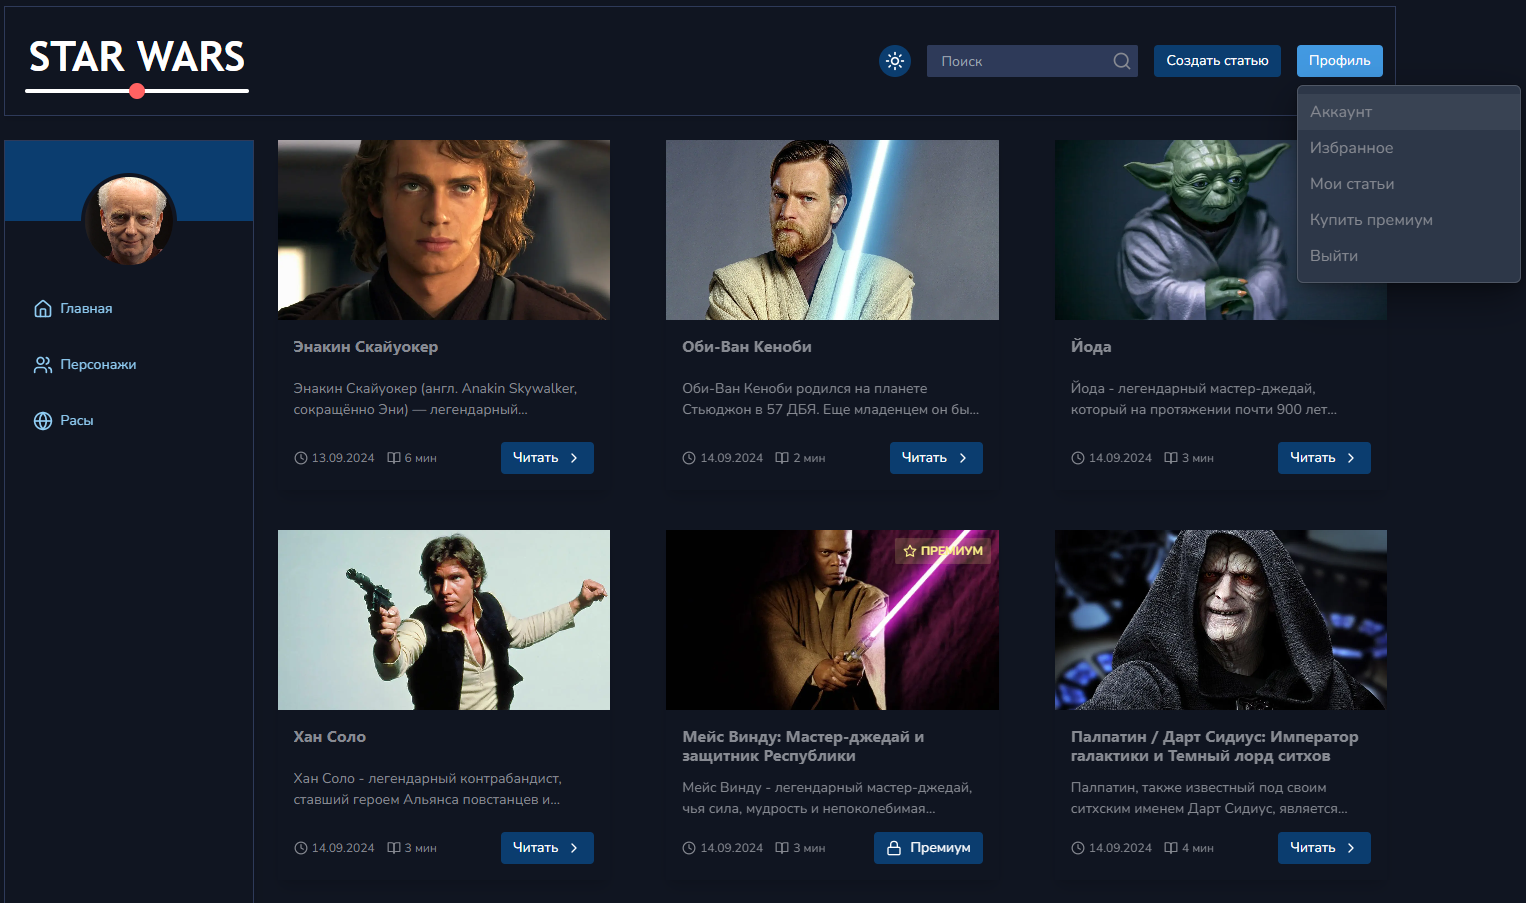 STAR WARS
Поиск
Создать статью
Профиль
Аккаунт
Избранное
Мои статьи
Купить премиум
Выйти
Главная
Персонажи
Расы
Энакин Скайуокер
Энакин Скайуокер (англ. Anakin Skywalker,
сокращённо Эни) — легендарный...
13.09.2024 6 мин
Читать
Оби-Ван Кеноби
Оби-Ван Кеноби родился на планете
Стьюджон в 57 ДБЯ. Еще младенцем он бы...
14.09.2024 2 мин
Читать
Йода
Йода - легендарный мастер-джедай,
который на протяжении почти 900 лет...
14.09.2024 3 мин
Читать
Хан Соло
Хан Соло - легендарный контрабандист,
ставший героем Альянса повстанцев и...
14.09.2024 3 мин
Читать
ПРЕМИУМ
Мейс Винду: Мастер-джедай и
защитник Республики
Мейс Винду - легендарный мастер-джедай,
чья сила, мудрость и непоколебимая...
14.09.2024 3 мин
Премиум
Палпатин / Дарт Сидиус: Император
галактики и Темный лорд ситхов
Палпатин, также известный под своим
ситхским именем Дарт Сидиус, является...
14.09.2024 4 мин
Читать